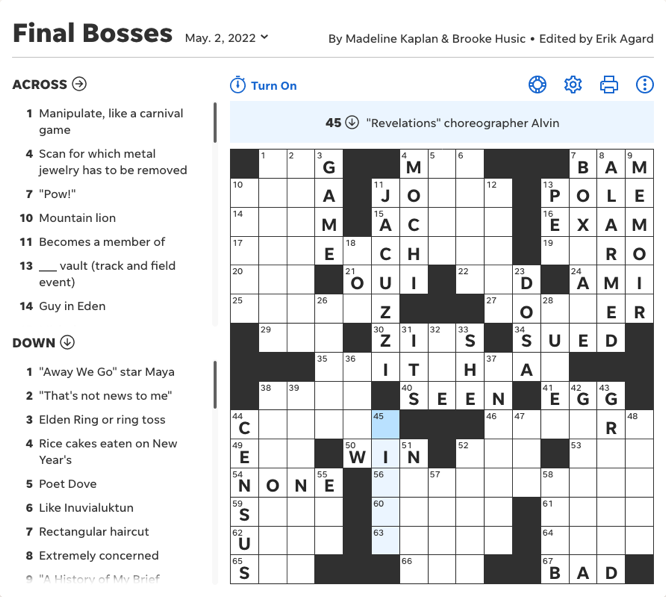 Final Bosses May. 2, 2022
By Madeline Kaplan & Brooke Husic • Edited by Erik Agard
ACROSS
1 Manipulate, like a carnival
game
4 Scan for which metal
jewelry has to be removed
7 "Pow!"
10 Mountain lion
11 Becomes a member of
13 ___ vault (track and field
event)
14 Guy in Eden
DOWN
1 "Away We Go" star Maya
2 "That's not news to me"
3 Elden Ring or ring toss
4 Rice cakes eaten on New
Year's
5 Poet Dove
6 Like Inuvialuktun
7 Rectangular haircut
8 Extremely concerned
9 "A History of My Brief
Turn On
45 "Revelations" choreographer Alvin
1 2 3 G 4 M 5 6 7 B 8 A 9 M
10 A 11 J O 12 13 P O L E
14 M 15 A C 16 E X A M
17 E 18 C H 19 R O
20 21 O U I 22 23 D 24 A M I
25 26 Z 27 O 28 E R
29 30 Z 31 I 32 33 S 34 S U E D
35 36 I T H 37 A
38 39 40 S E E N 41 E 42 G 43 G
44 C 45 46 47 R 48
49 E 50 W I 51 N 52 53
54 N O N 55 E 56 57 58
59 S 60 61
62 U 63 64
65 S 66 67 B A D